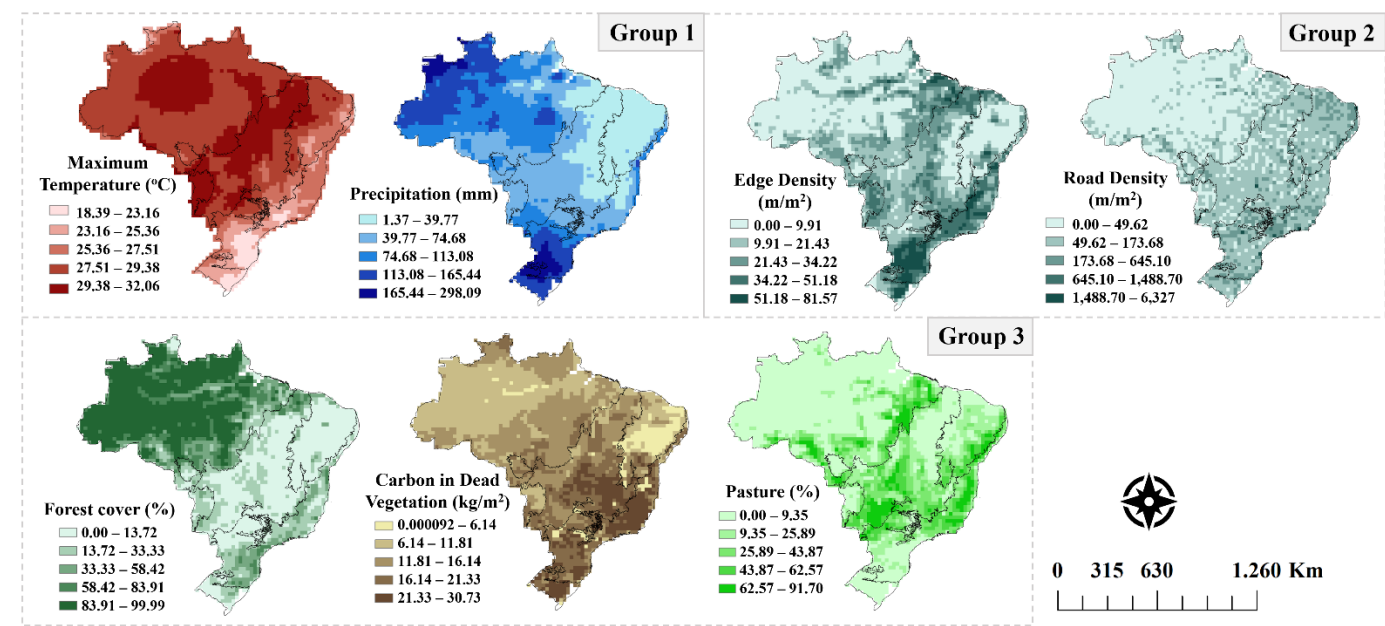 Group 1
Maximum
Temperature (ºC)
18.39 – 23.16
23.16 – 25.36
25.36 – 27.51
27.51 – 29.38
29.38 – 32.06
Precipitation (mm)
1.37 – 39.77
39.77 – 74.68
74.68 – 113.08
113.08 – 165.44
165.44 – 298.09
Group 2
Edge Density
(m/m²)
0.00 – 9.91
9.91 – 21.43
21.43 – 34.22
34.22 – 51.18
51.18 – 81.57
Road Density
(m/m²)
0.00 – 49.62
49.62 – 173.68
173.68 – 645.10
645.10 – 1,488.70
1,488.70 – 6,327
Group 3
Forest cover (%)
0.00 – 13.72
13.72 – 33.33
33.33 – 58.42
58.42 – 83.91
83.91 – 99.99
Carbon in Dead
Vegetation (kg/m²)
0.000092 – 6.14
6.14 – 11.81
11.81 – 16.14
16.14 – 21.33
21.33 – 30.73
Pasture (%)
0.00 – 9.35
9.35 – 25.89
25.89 – 43.87
43.87 – 62.57
62.57 – 91.70
0 315 630 1.260 Km